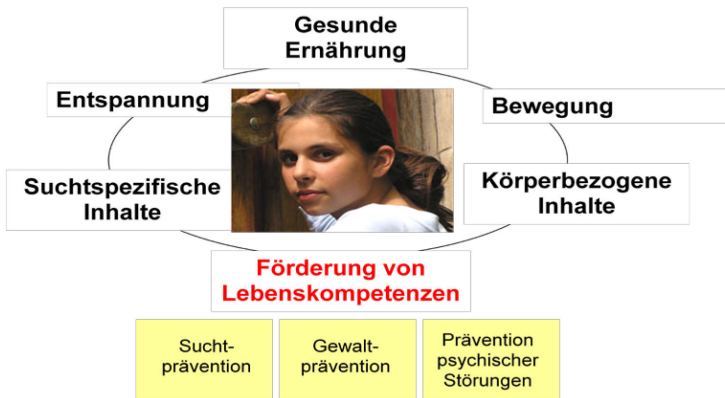 Gesunde
Ernährung
Entspannung
Bewegung
Suchtspezifische
Inhalte
Körperbezogene
Inhalte
Förderung von
Lebenskompetenzen
Sucht-
prävention
Gewalt-
prävention
Prävention
psychischer
Störungen